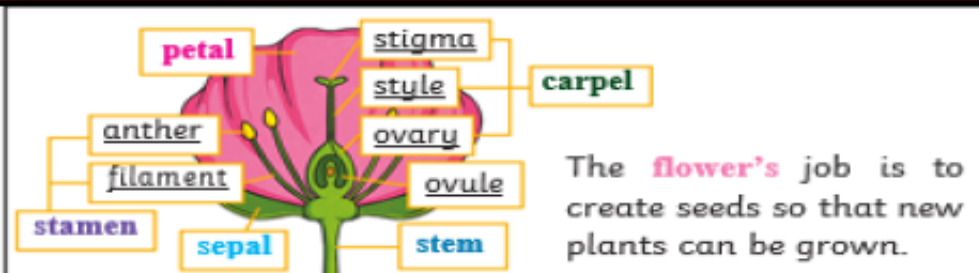 petal
stigma
style
carpel
anther
ovary
filament
ovule
stamen
sepal
stem
The flower's job is to
create seeds so that new
plants can be grown.